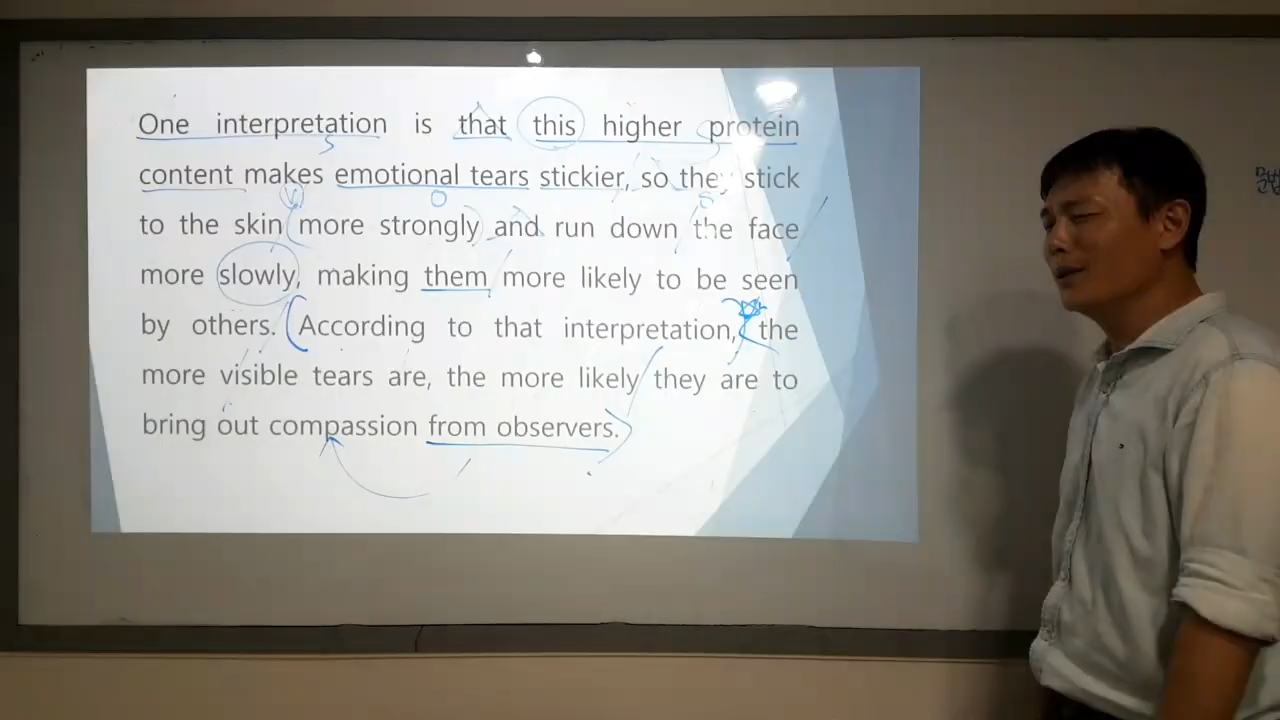 One interpretation is that this higher protein
content makes emotional tears stickier, so they stick
to the skin more strongly and run down the face
more slowly, making them more likely to be seen
by others. According to that interpretation, the
more visible tears are, the more likely they are to
bring out compassion from observers.
S
V
O
S